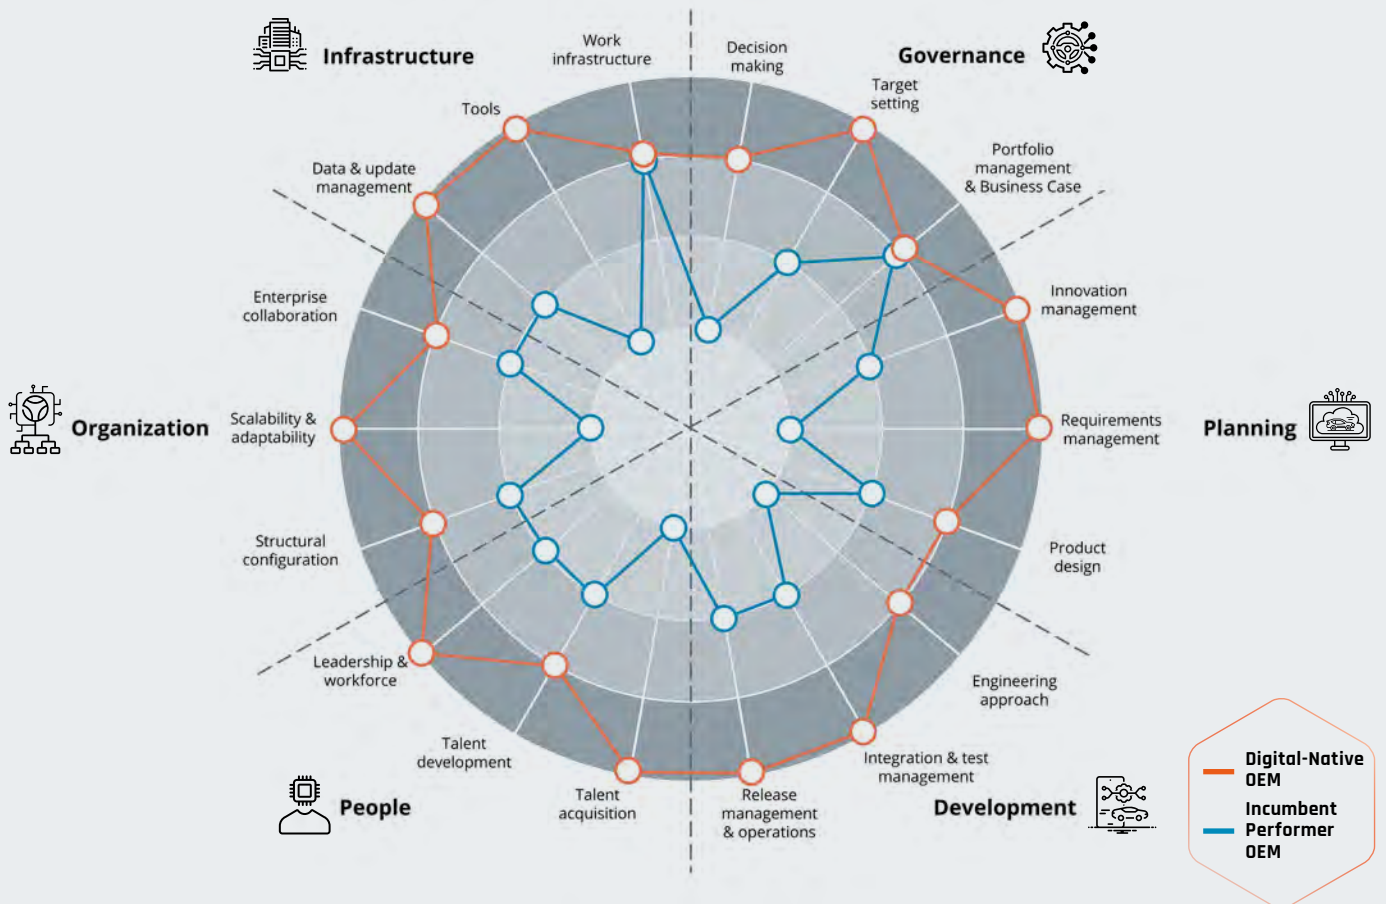 Infrastructure
Work
infrastructure
Decision
making
Governance
Target
setting
Tools
Data & update
management
Portfolio
management
& Business Case
Enterprise
collaboration
Innovation
management
Organization
Scalability &
adaptability
Requirements
management
Planning
Structural
configuration
Product
design
Leadership &
workforce
Engineering
approach
Talent
development
Integration & test
management
People
Talent
acquisition
Release
management
& operations
Development
Digital-Native
OEM
Incumbent
Performer
OEM